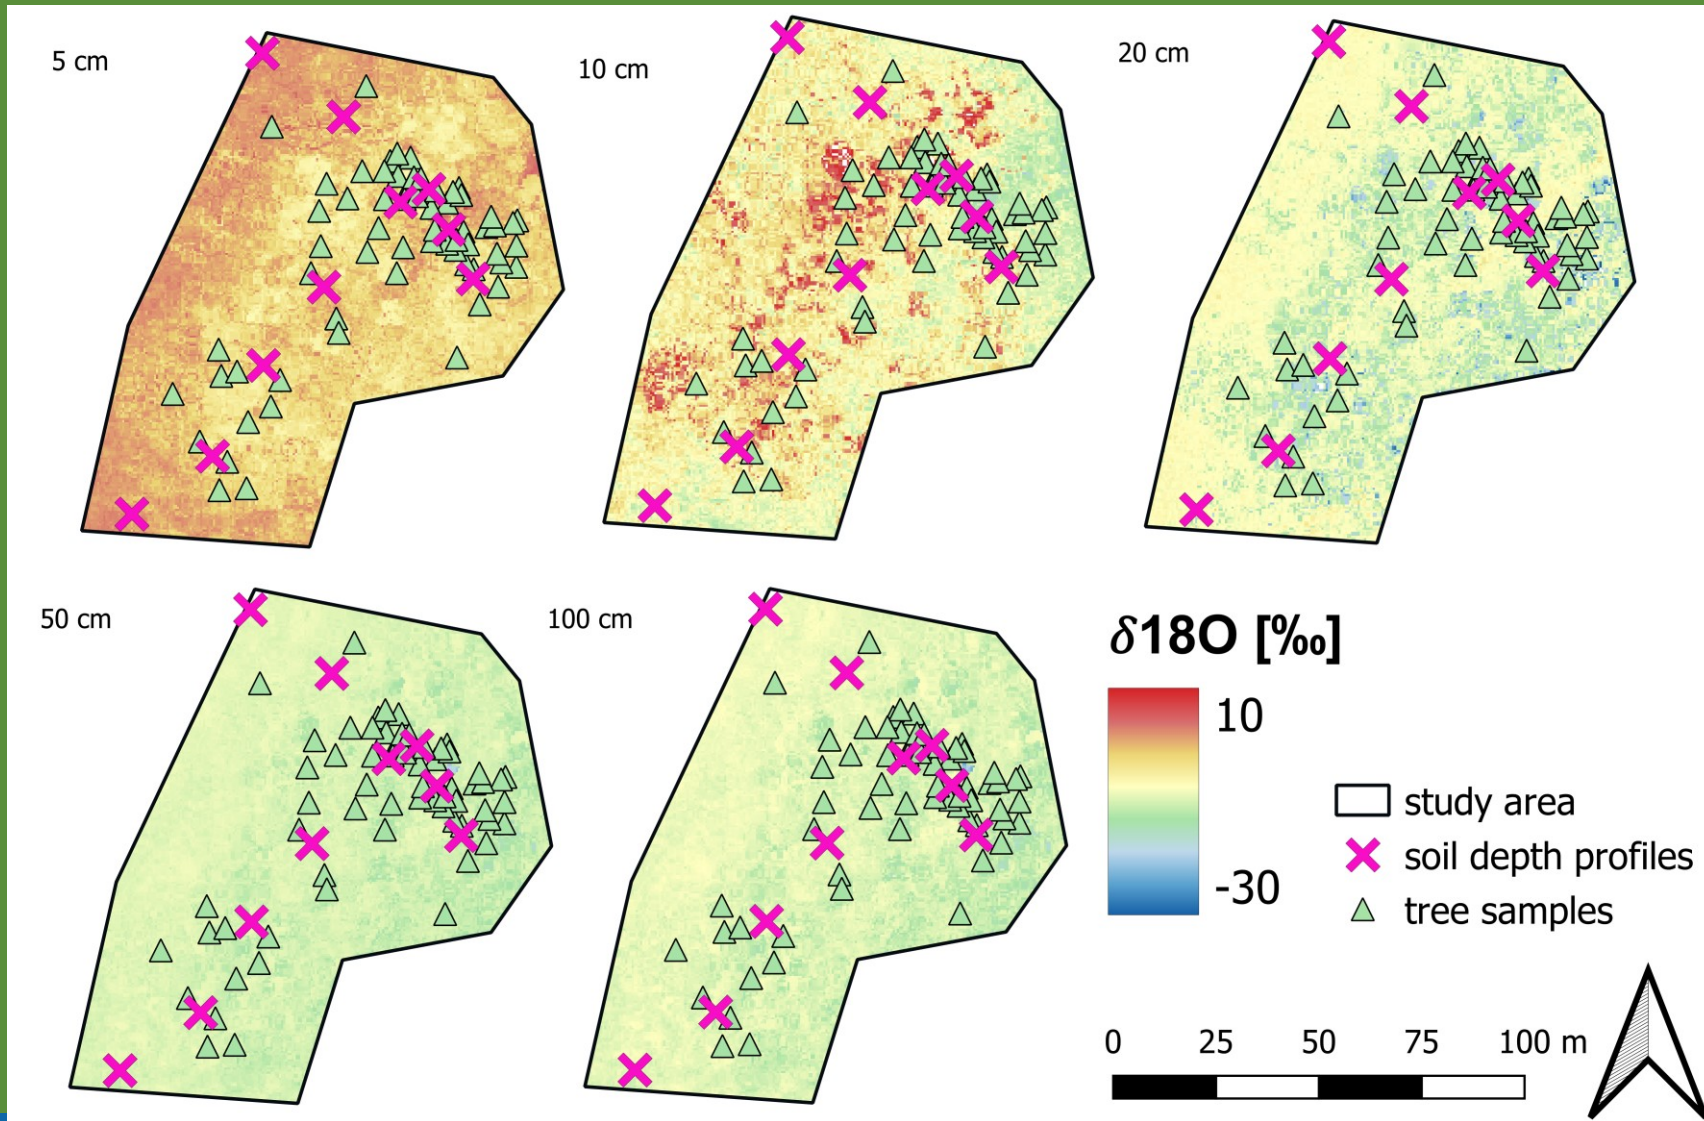 5 cm
10 cm
20 cm
50 cm
100 cm
δ18O [‰]
10
-30
study area
soil depth profiles
tree samples
0 25 50 75 100 m